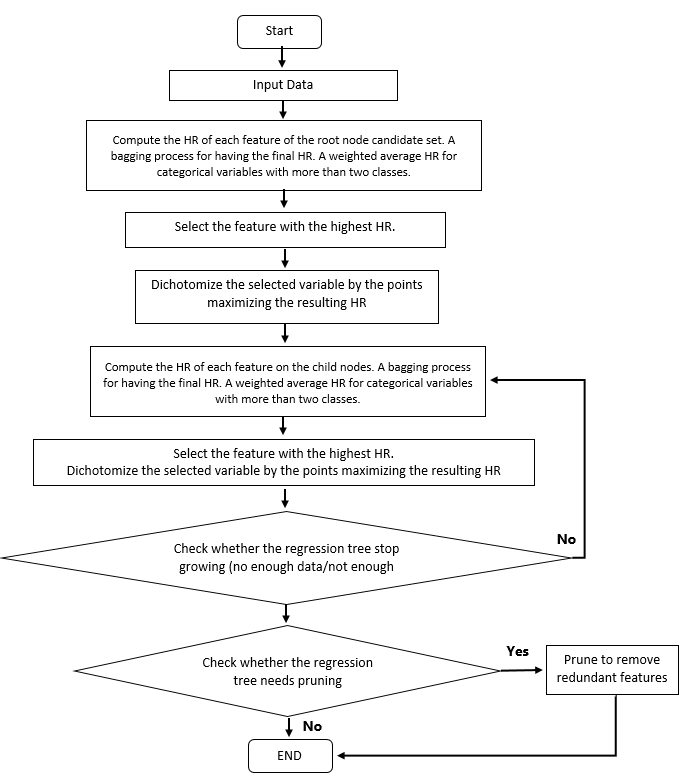 Start
Input Data
Compute the HR of each feature of the root node candidate set. A
bagging process for having the final HR. A weighted average HR for
categorical variables with more than two classes.
Select the feature with the highest HR.
Dichotomize the selected variable by the points
maximizing the resulting HR
Compute the HR of each feature on the child nodes. A bagging process
for having the final HR. A weighted average HR for categorical variables
with more than two classes.
Select the feature with the highest HR.
Dichotomize the selected variable by the points maximizing the resulting HR
No
Check whether the regression tree stop
growing (no enough data/not enough
Check whether the regression
tree needs pruning
Yes
Prune to remove
redundant features
No
END